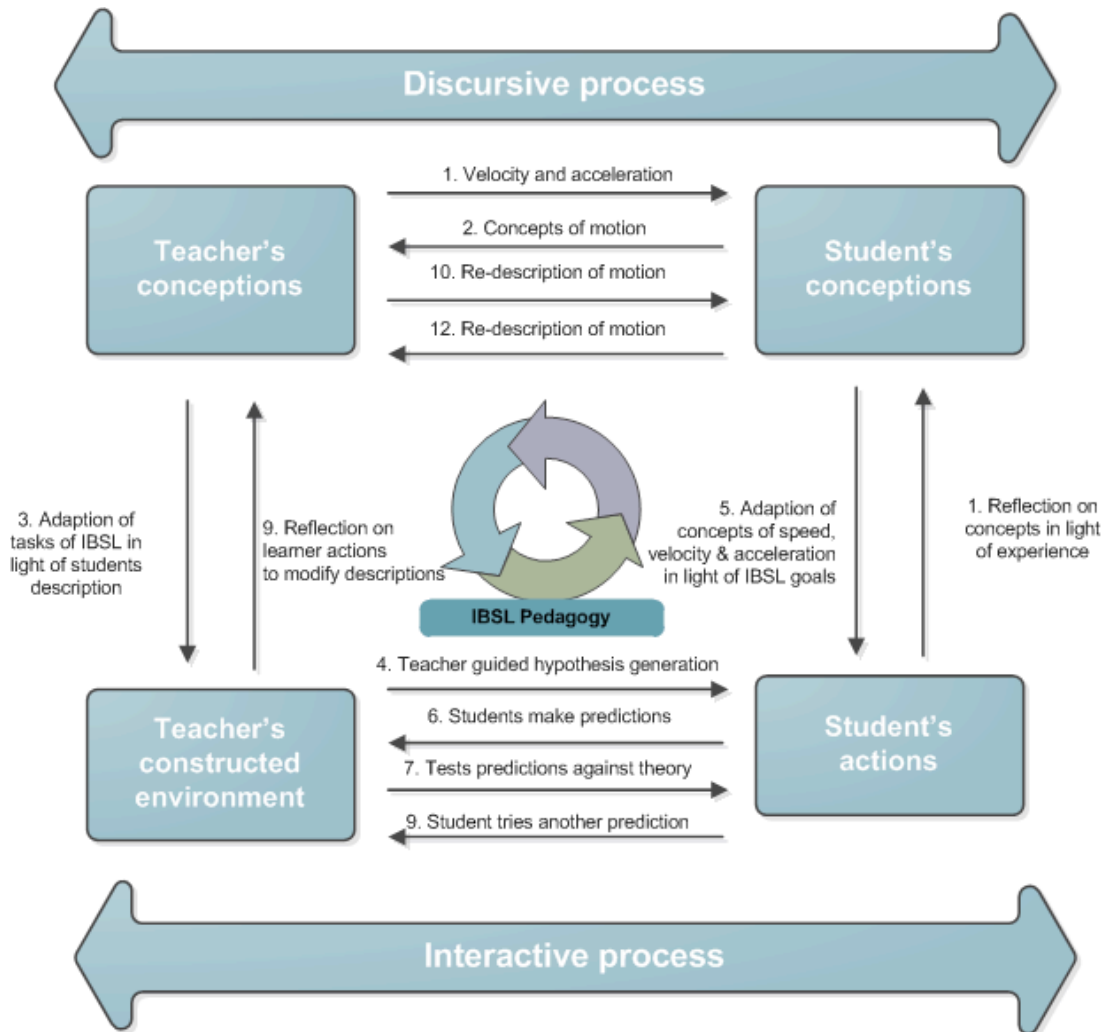 Discursive process
1. Velocity and acceleration
Teacher's
conceptions
2. Concepts of motion
10. Re-description of motion
12. Re-description of motion
Student's
conceptions
3. Adaption of
tasks of IBSL in
light of students
description
9. Reflection on
learner actions
to modify descriptions
5. Adaption of
concepts of speed,
velocity & acceleration
in light of IBSL goals
1. Reflection on
concepts in light
of experience
IBSL Pedagogy
4. Teacher guided hypothesis generation
Teacher's
constructed
environment
6. Students make predictions
7. Tests predictions against theory
9. Student tries another prediction
Student's
actions
Interactive process